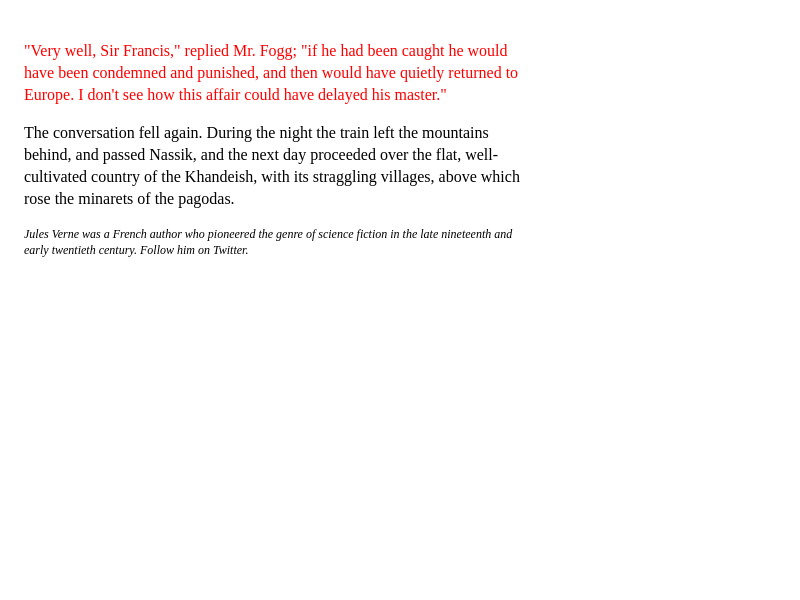 "Very well, Sir Francis," replied Mr. Fogg; "if he had been caught he would
have been condemned and punished, and then would have quietly returned to
Europe. I don't see how this affair could have delayed his master."
The conversation fell again. During the night the train left the mountains
behind, and passed Nassik, and the next day proceeded over the flat, well-
cultivated country of the Khandeish, with its straggling villages, above which
rose the minarets of the pagodas.
Jules Verne was a French author who pioneered the genre of science fiction in the late nineteenth and
early twentieth century. Follow him on Twitter.